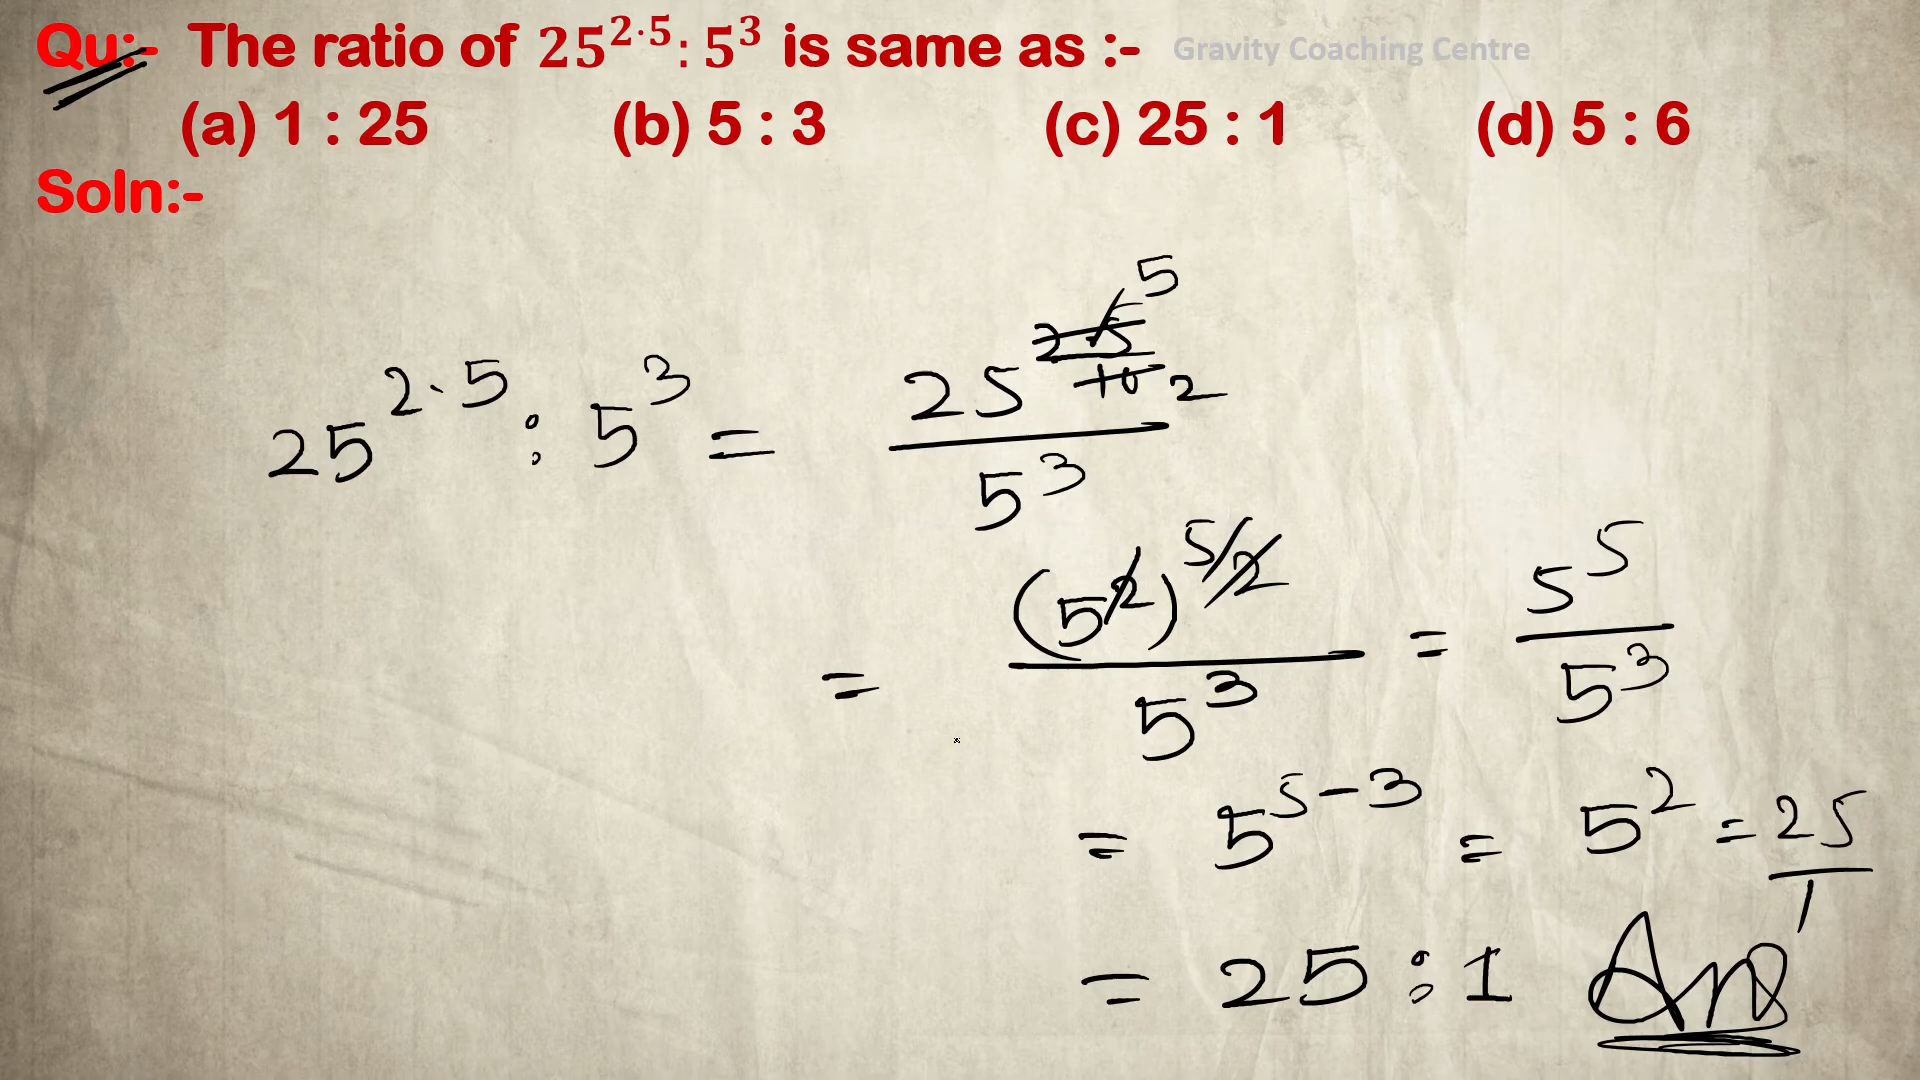 Qu:- The ratio of 25^2·5 : 5^3 is same as :- Gravity Coaching Centre
(a) 1 : 25 (b) 5 : 3 (c) 25 : 1 (d) 5 : 6
Soln:-
25^2·5 : 5^3 = 25^(25/10) 5 2 / 5^3
= (5^2)^5/2 / 5^3 = 5^5 / 5^3
= 5^5-3 = 5^2 = 25/1
= 25 : 1 Ans